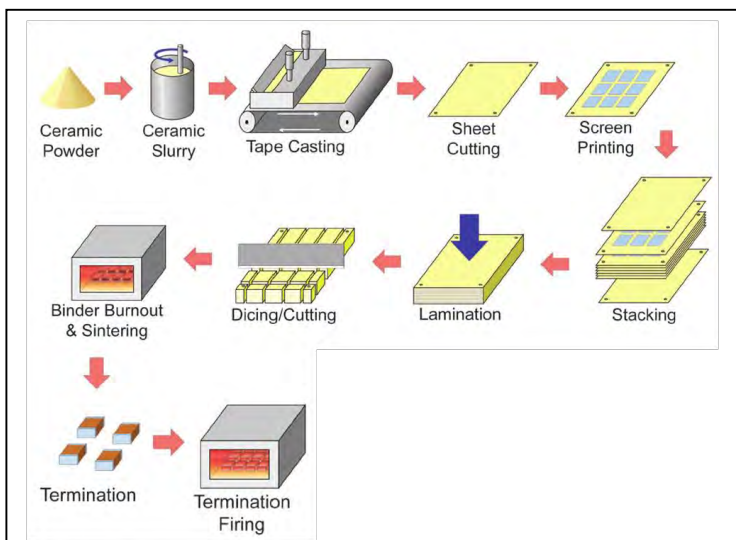 Ceramic
Powder
Ceramic
Slurry
Tape Casting
Sheet
Cutting
Screen
Printing
Stacking
Lamination
Dicing/Cutting
Binder Burnout
& Sintering
Termination
Termination
Firing